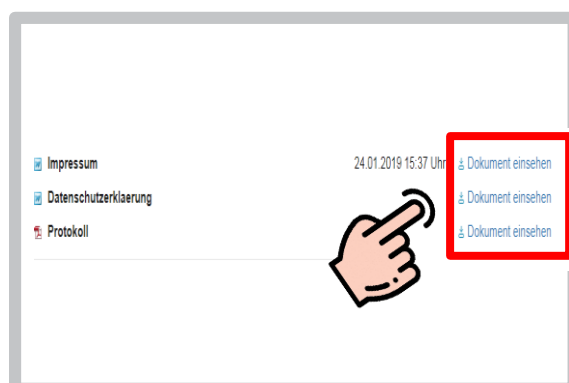 Impressum 24.01.2019 15:37 Uhr Dokument einsehen
Datenschutzerklaerung Dokument einsehen
Protokoll Dokument einsehen